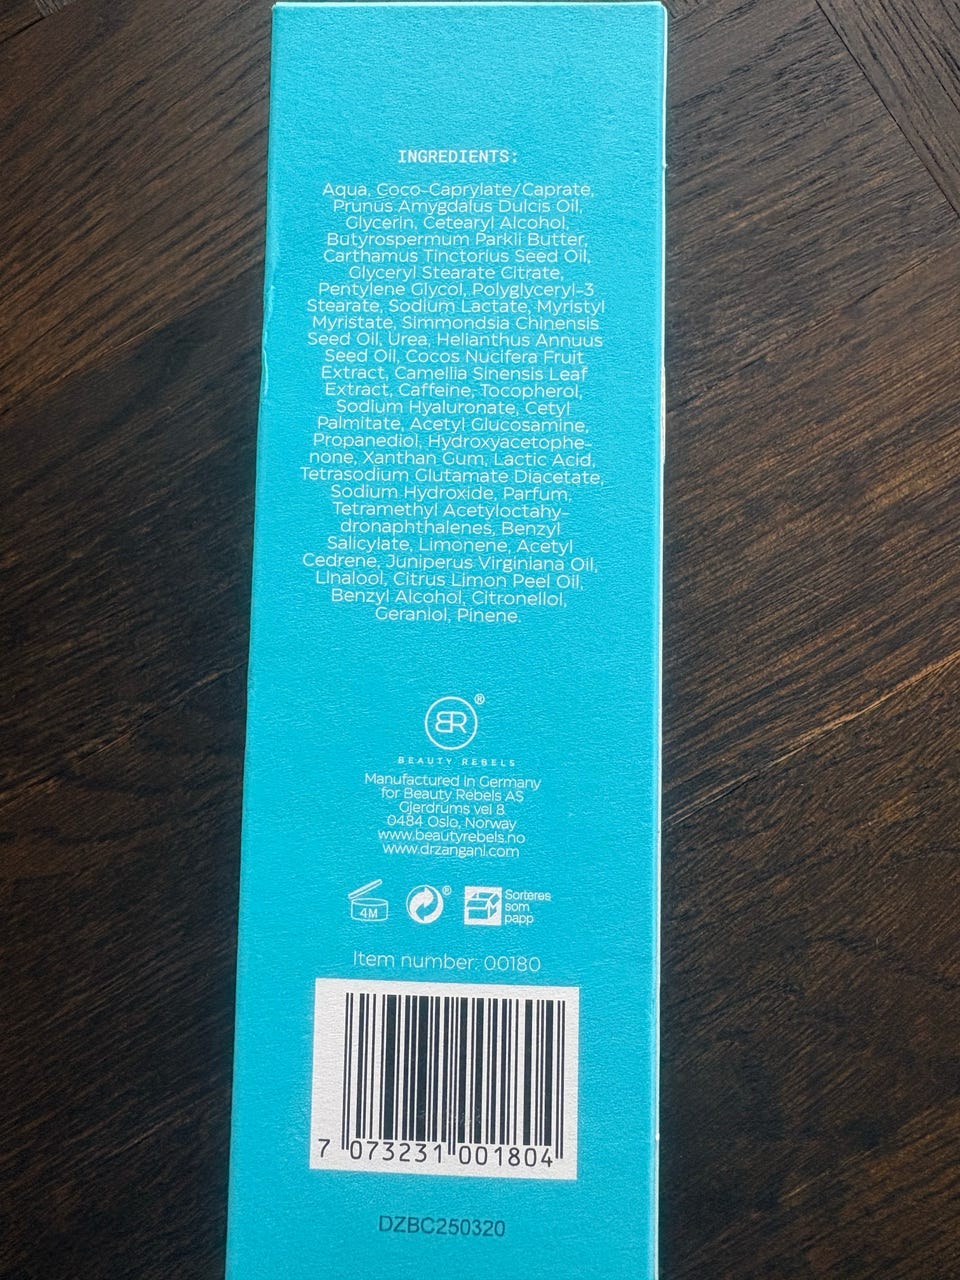 INGREDIENTS:
Aqua, Coco-Caprylate/Caprate,
Prunus Amygdalus Dulcis Oil,
Glycerin, Cetearyl Alcohol,
Butyrospermum Parkii Butter,
Carthamus Tinctorius Seed Oil,
Glyceryl Stearate Citrate,
Pentylene Glycol, Polyglyceryl-3
Stearate, Sodium Lactate, Myristyl
Myristate, Simmondsia Chinensis
Seed Oil, Urea, Helianthus Annuus
Seed Oil, Cocos Nucifera Fruit
Extract, Camellia Sinensis Leaf
Extract, Caffeine, Tocopherol,
Sodium Hyaluronate, Cetyl
Palmitate, Acetyl Glucosamine,
Propanediol, Hydroxyacetophe-
none, Xanthan Gum, Lactic Acid,
Tetrasodium Glutamate Diacetate,
Sodium Hydroxide, Parfum,
Tetramethyl Acetyloctahy-
dronaphthalenes, Benzyl
Salicylate, Limonene, Acetyl
Cedrene, Juniperus Virginiana Oil,
Linalool, Citrus Limon Peel Oil,
Benzyl Alcohol, Citronellol,
Geraniol, Pinene.
BR®
BEAUTY REBELS
Manufactured in Germany
for Beauty Rebels AS
Gjerdrums vei 8
0484 Oslo, Norway
www.beautyrebels.no
www.drzangani.com
4M
®
Sorteres
som
papp
Item number: 00180
7 073231 001804
DZBC250320